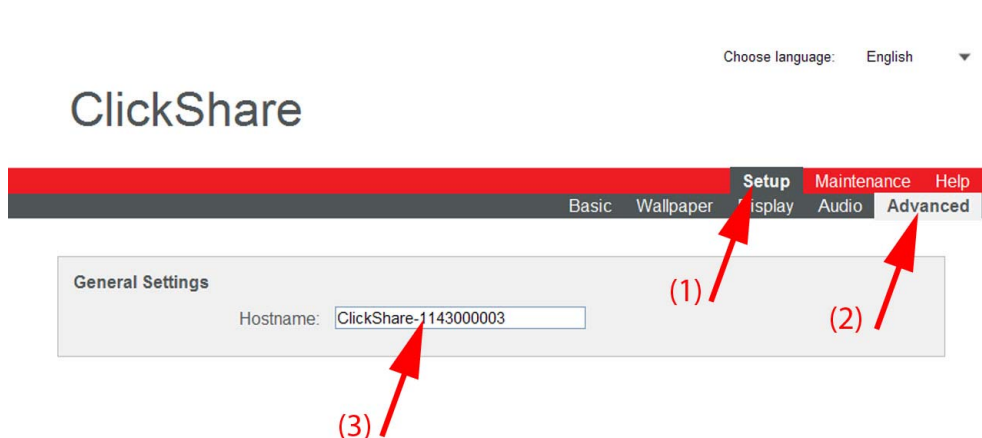 Choose language: English
ClickShare
Setup Maintenance Help
Basic Wallpaper Display Audio Advanced
General Settings
Hostname: ClickShare-1143000003
(1)
(2)
(3)